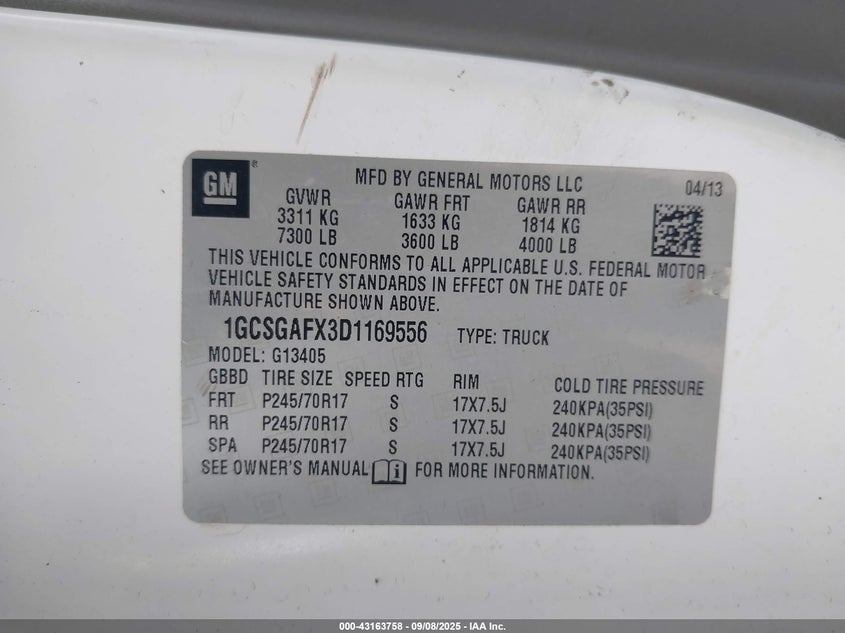 GM ®
MFD BY GENERAL MOTORS LLC 04/13
GVWR GAWR FRT GAWR RR
3311 KG 1633 KG 1814 KG
7300 LB 3600 LB 4000 LB
THIS VEHICLE CONFORMS TO ALL APPLICABLE U.S. FEDERAL MOTOR
VEHICLE SAFETY STANDARDS IN EFFECT ON THE DATE OF
MANUFACTURE SHOWN ABOVE.
1GCSGAFX3D1169556 TYPE: TRUCK
MODEL: G13405
GBBD TIRE SIZE SPEED RTG RIM COLD TIRE PRESSURE
FRT P245/70R17 S 17X7.5J 240KPA(35PSI)
RR P245/70R17 S 17X7.5J 240KPA(35PSI)
SPA P245/70R17 S 17X7.5J 240KPA(35PSI)
SEE OWNER'S MANUAL i FOR MORE INFORMATION.
000-43163758 - 09/08/2025 - IAA Inc.